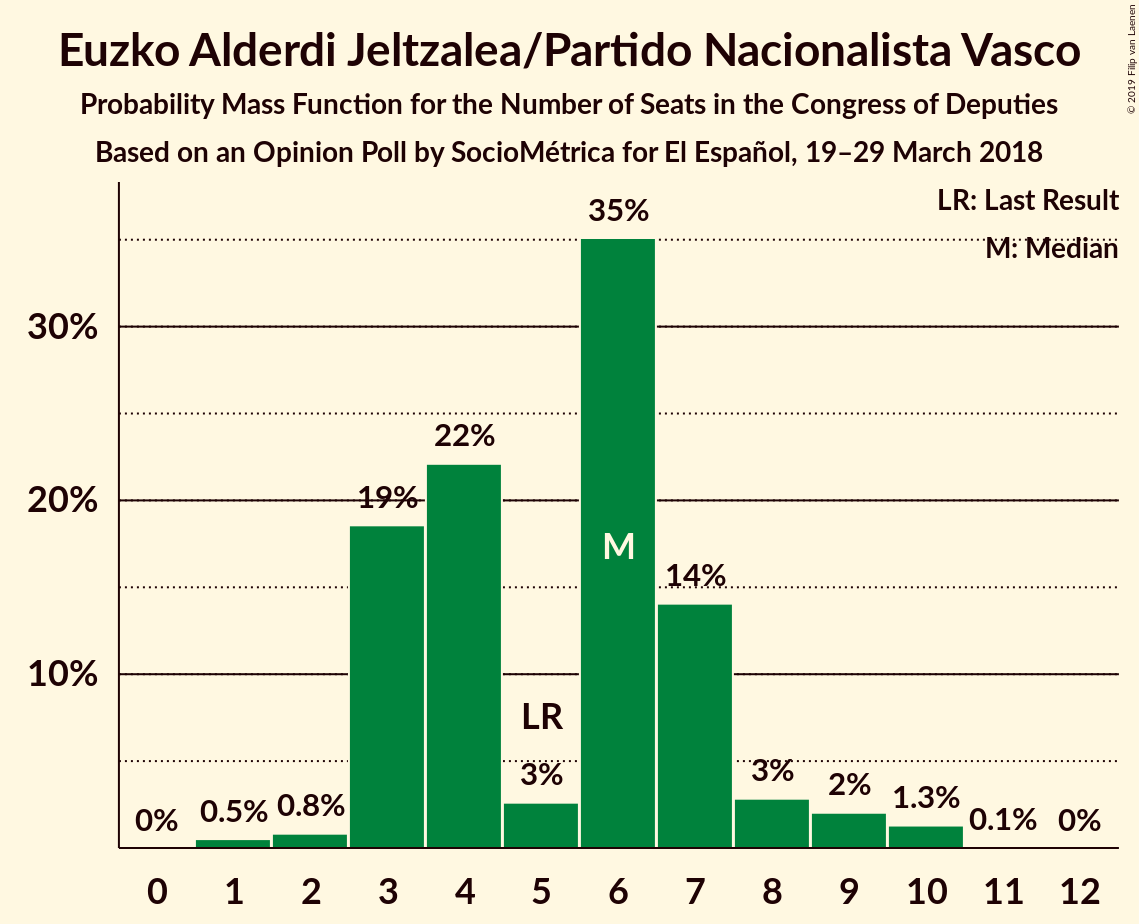 Euzko Alderdi Jeltzalea/Partido Nacionalista Vasco
Probability Mass Function for the Number of Seats in the Congress of Deputies
Based on an Opinion Poll by SocioMétrica for El Español, 19–29 March 2018
© 2019 Filip van Laenen
LR: Last Result
M: Median
35%
30%
22%
20%
19%
M
14%
10%
LR
3%
3%
2%
1.3%
0%
0.5%
0.8%
0.1%
0%
0 1 2 3 4 5 6 7 8 9 10 11 12